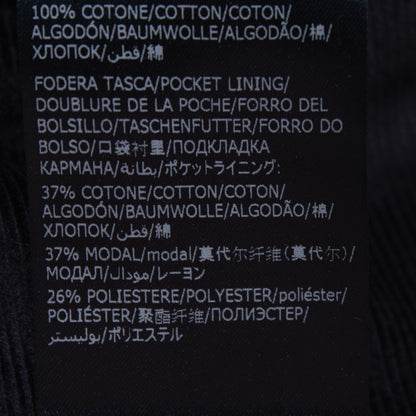 100% COTONE/COTTON/COTON/
ALGODÓN/BAUMWOLLE/ALGODÃO/棉/
ХЛОПОК/قطن/綿
FODERA TASCA/POCKET LINING/
DOUBLURE DE LA POCHE/FORRO DEL
BOLSILLO/TASCHENFUTTER/FORRO DO
BOLSO/口袋衬里/ПОДКЛАДКА
КАРМАНА/بطانة/ポケットライニング:
37% COTONE/COTTON/COTON/
ALGODÓN/BAUMWOLLE/ALGODÃO/棉/
ХЛОПОК/قطن/綿
37% MODAL/modal/莫代尔纤维(莫代尔)/
МОДАЛ/مودال/レーヨン
26% POLIESTERE/POLYESTER/poliéster/
POLIÉSTER/聚酯纤维/ПОЛИЭСТЕР/
بوليستر/ポリエステル